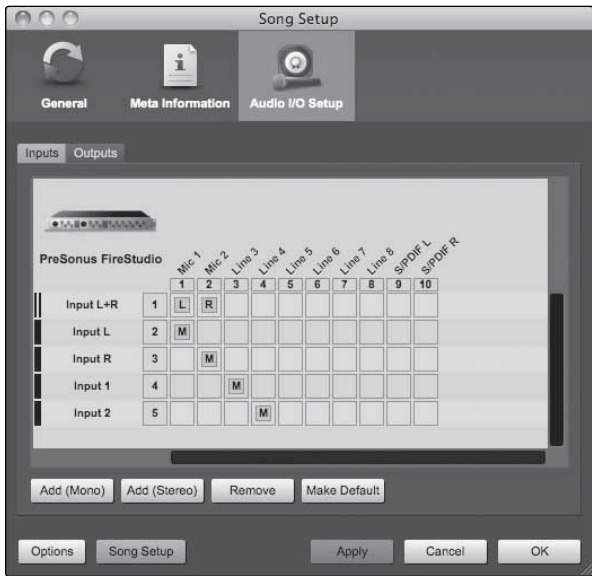 Song Setup
General Meta Information Audio I/O Setup
Inputs Outputs
PreSonus FireStudio
Mic 1 Mic 2 Line 3 Line 4 Line 5 Line 6 Line 7 Line 8 S/PDIF L S/PDIF R
1 2 3 4 5 6 7 8 9 10
Input L+R 1 L R
Input L 2 M
Input R 3 M
Input 1 4 M
Input 2 5 M
Add (Mono) Add (Stereo) Remove Make Default
Options Song Setup Apply Cancel OK